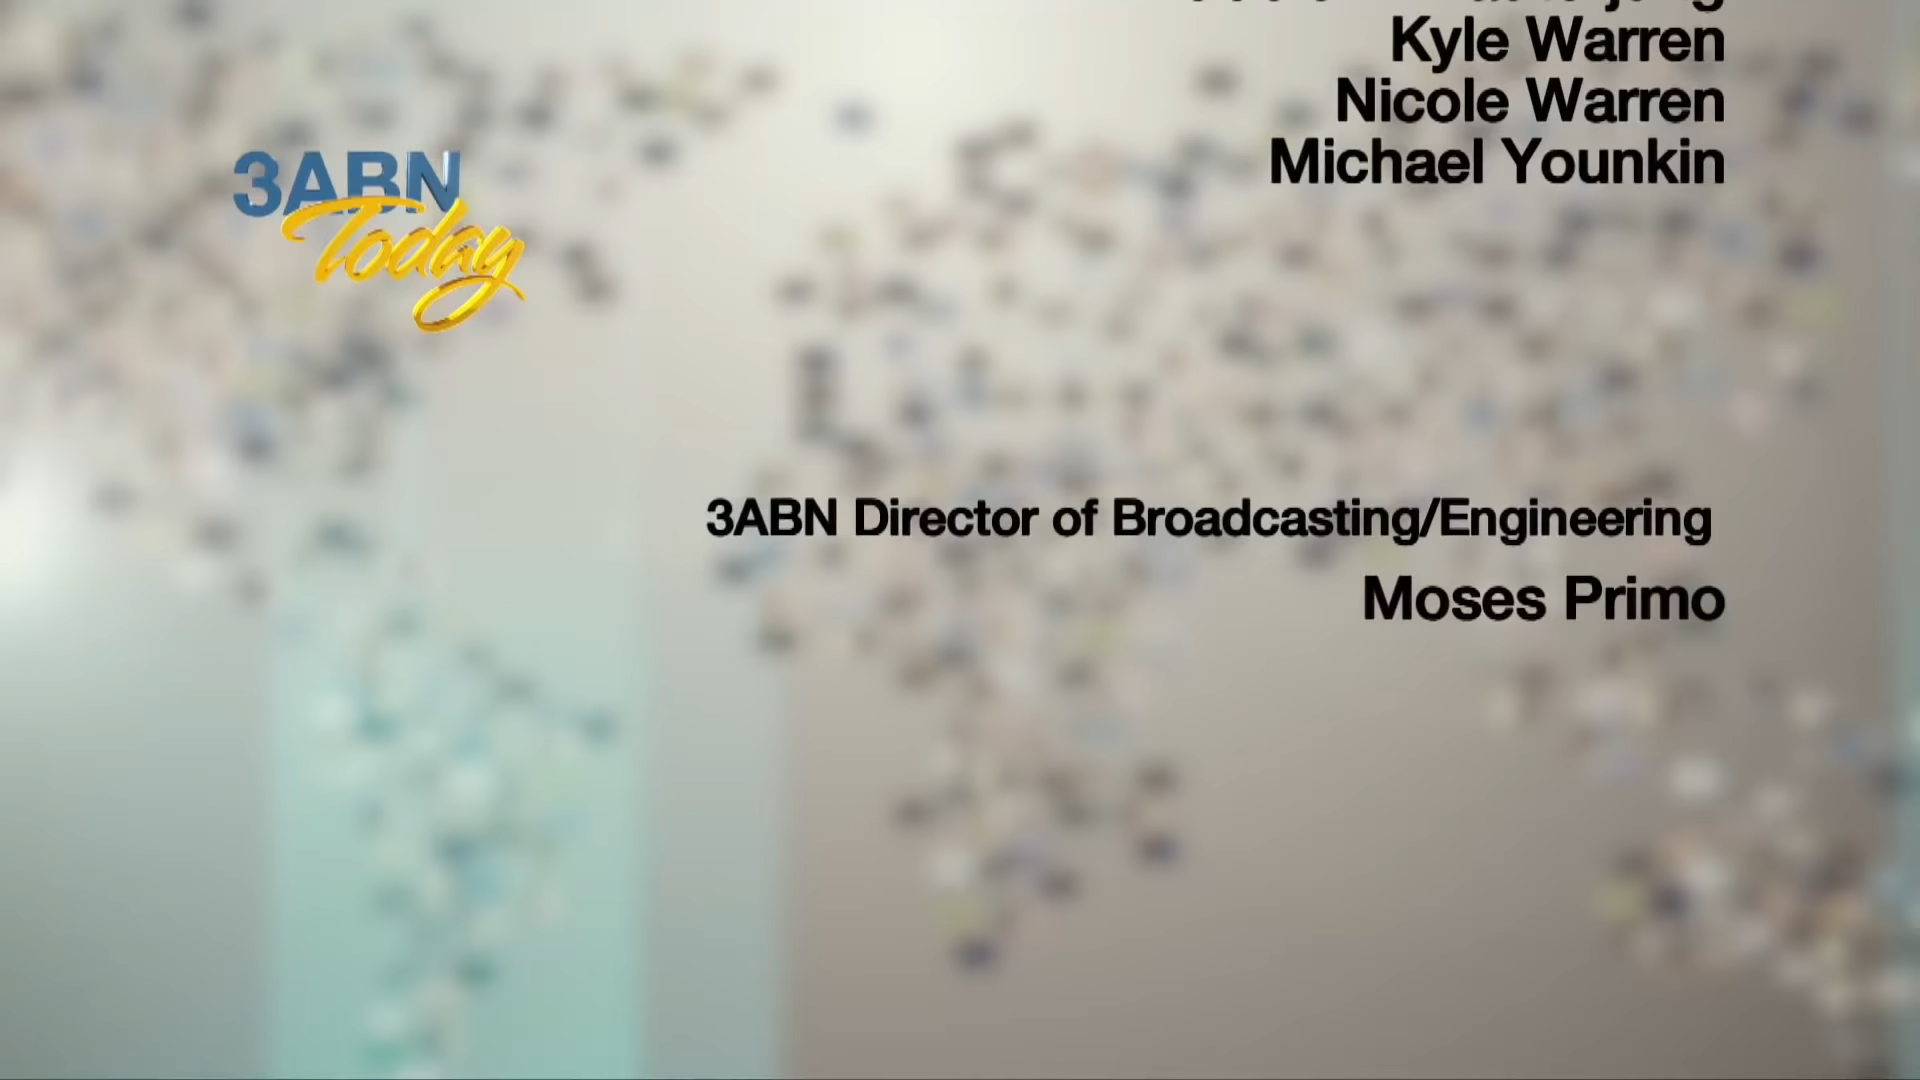 Kyle Warren
Nicole Warren
Michael Younkin
3ABN
Today
3ABN Director of Broadcasting/Engineering
Moses Primo